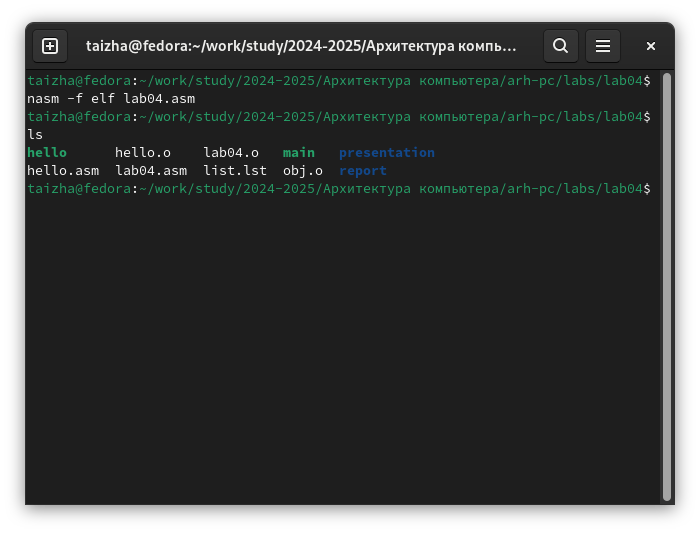 taizha@fedora:~/work/study/2024-2025/Архитектура компь...
taizha@fedora:~/work/study/2024-2025/Архитектура компьютера/arh-pc/labs/lab04$
nasm -f elf lab04.asm
taizha@fedora:~/work/study/2024-2025/Архитектура компьютера/arh-pc/labs/lab04$
ls
hello      hello.o    lab04.o   main   presentation
hello.asm  lab04.asm  list.lst  obj.o  report
taizha@fedora:~/work/study/2024-2025/Архитектура компьютера/arh-pc/labs/lab04$